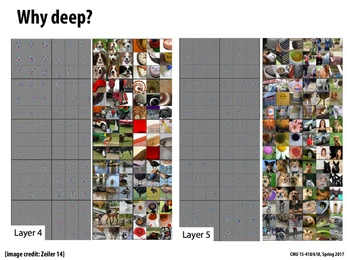 Why deep?
Layer 4
Layer 5
[image credit: Zeiler 14]
CMU 15-418/618, Spring 2017